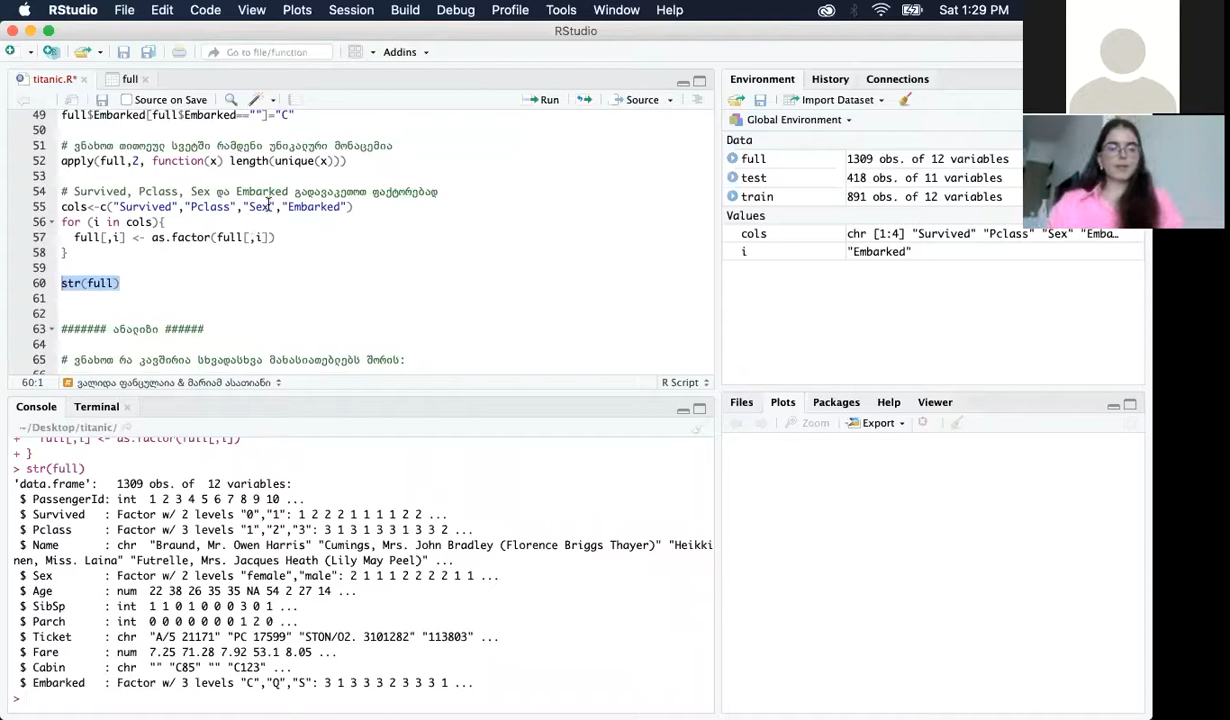 RStudio File Edit Code View Plots Session Build Debug Profile Tools Window Help Sat 1:29 PM
RStudio
Go to file/function Addins
titanic.R* full
Source on Save Run Source
49 full$Embarked[full$Embarked==""]="C"
50
51 # ვნახოთ თითოეულ სვეტში რამდენი უნიკალური მონაცემია
52 apply(full,2, function(x) length(unique(x)))
53
54 # Survived, Pclass, Sex და Embarked გადავაკეთოთ ფაქტორებად
55 cols<-c("Survived","Pclass","Sex","Embarked")
56 for (i in cols){
57 full[,i] <- as.factor(full[,i])
58 }
59
60 str(full)
61
62
63 ####### ანალიზი ######
64
65 # ვნახოთ რა კავშირია სხვადასხვა მახასიათებლებს შორის:
60:1 ვალიდა ფანცულაია & მარიამ ასათიანი R Script
Console Terminal
~/Desktop/titanic/
+ full[,i] <- as.factor(full[,i])
+ }
> str(full)
'data.frame': 1309 obs. of 12 variables:
$ PassengerId: int 1 2 3 4 5 6 7 8 9 10 ...
$ Survived : Factor w/ 2 levels "0","1": 1 2 2 2 1 1 1 1 2 2 ...
$ Pclass : Factor w/ 3 levels "1","2","3": 3 1 3 1 3 3 1 3 3 2 ...
$ Name : chr "Braund, Mr. Owen Harris" "Cumings, Mrs. John Bradley (Florence Briggs Thayer)" "Heikki
nen, Miss. Laina" "Futrelle, Mrs. Jacques Heath (Lily May Peel)" ...
$ Sex : Factor w/ 2 levels "female","male": 2 1 1 1 2 2 2 2 1 1 ...
$ Age : num 22 38 26 35 35 NA 54 2 27 14 ...
$ SibSp : int 1 1 0 1 0 0 0 3 0 1 ...
$ Parch : int 0 0 0 0 0 0 0 1 2 0 ...
$ Ticket : chr "A/5 21171" "PC 17599" "STON/O2. 3101282" "113803" ...
$ Fare : num 7.25 71.28 7.92 53.1 8.05 ...
$ Cabin : chr "" "C85" "" "C123" ...
$ Embarked : Factor w/ 3 levels "C","Q","S": 3 1 3 3 3 2 3 3 3 1 ...
>
Environment History Connections
Import Dataset
Global Environment
Data
full 1309 obs. of 12 variables
test 418 obs. of 11 variables
train 891 obs. of 12 variables
Values
cols chr [1:4] "Survived" "Pclass" "Sex" "Emba…
i "Embarked"
Files Plots Packages Help Viewer
Zoom Export